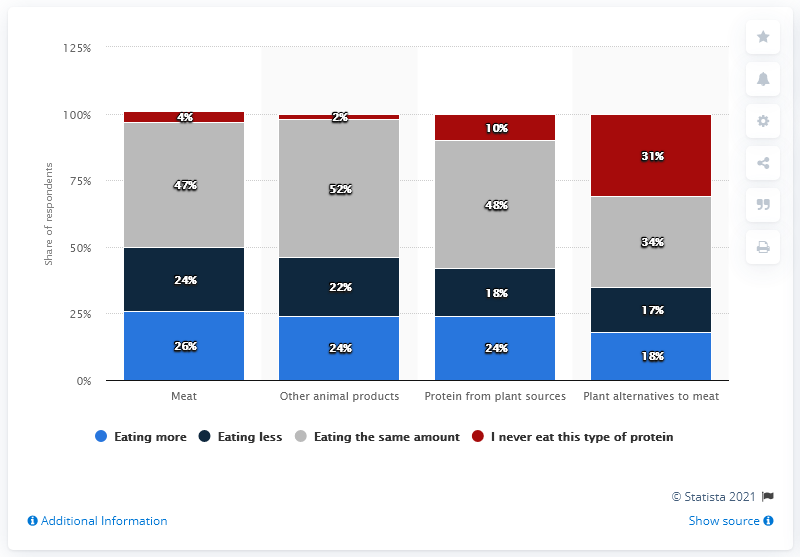 125%
100%
75%
50%
25%
0%
Share of respondents
4%
2%
10%
31%
47%
52%
48%
34%
24%
22%
18%
17%
26%
24%
24%
18%
Meat
Other animal products
Protein from plant sources
Plant alternatives to meat
Eating more
Eating less
Eating the same amount
I never eat this type of protein
© Statista 2021
Additional Information
Show source